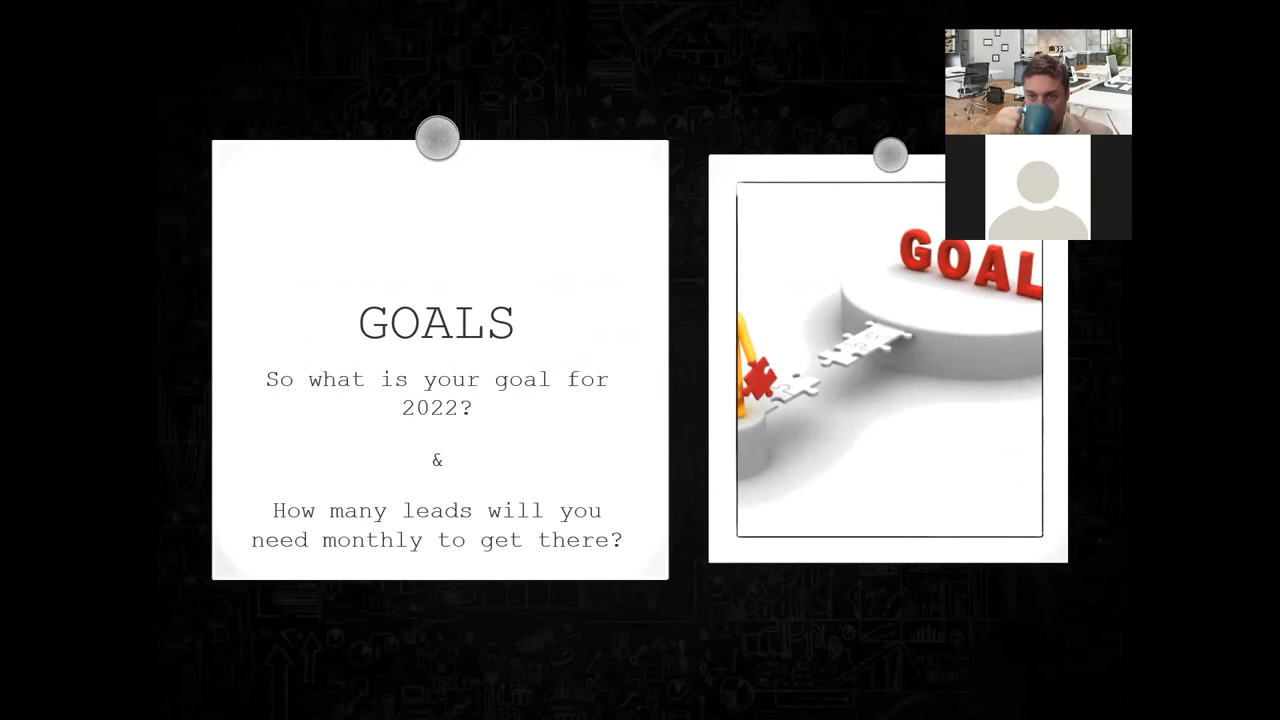 GOALS
So what is your goal for
2022?
&
How many leads will you
need monthly to get there?
GOAL